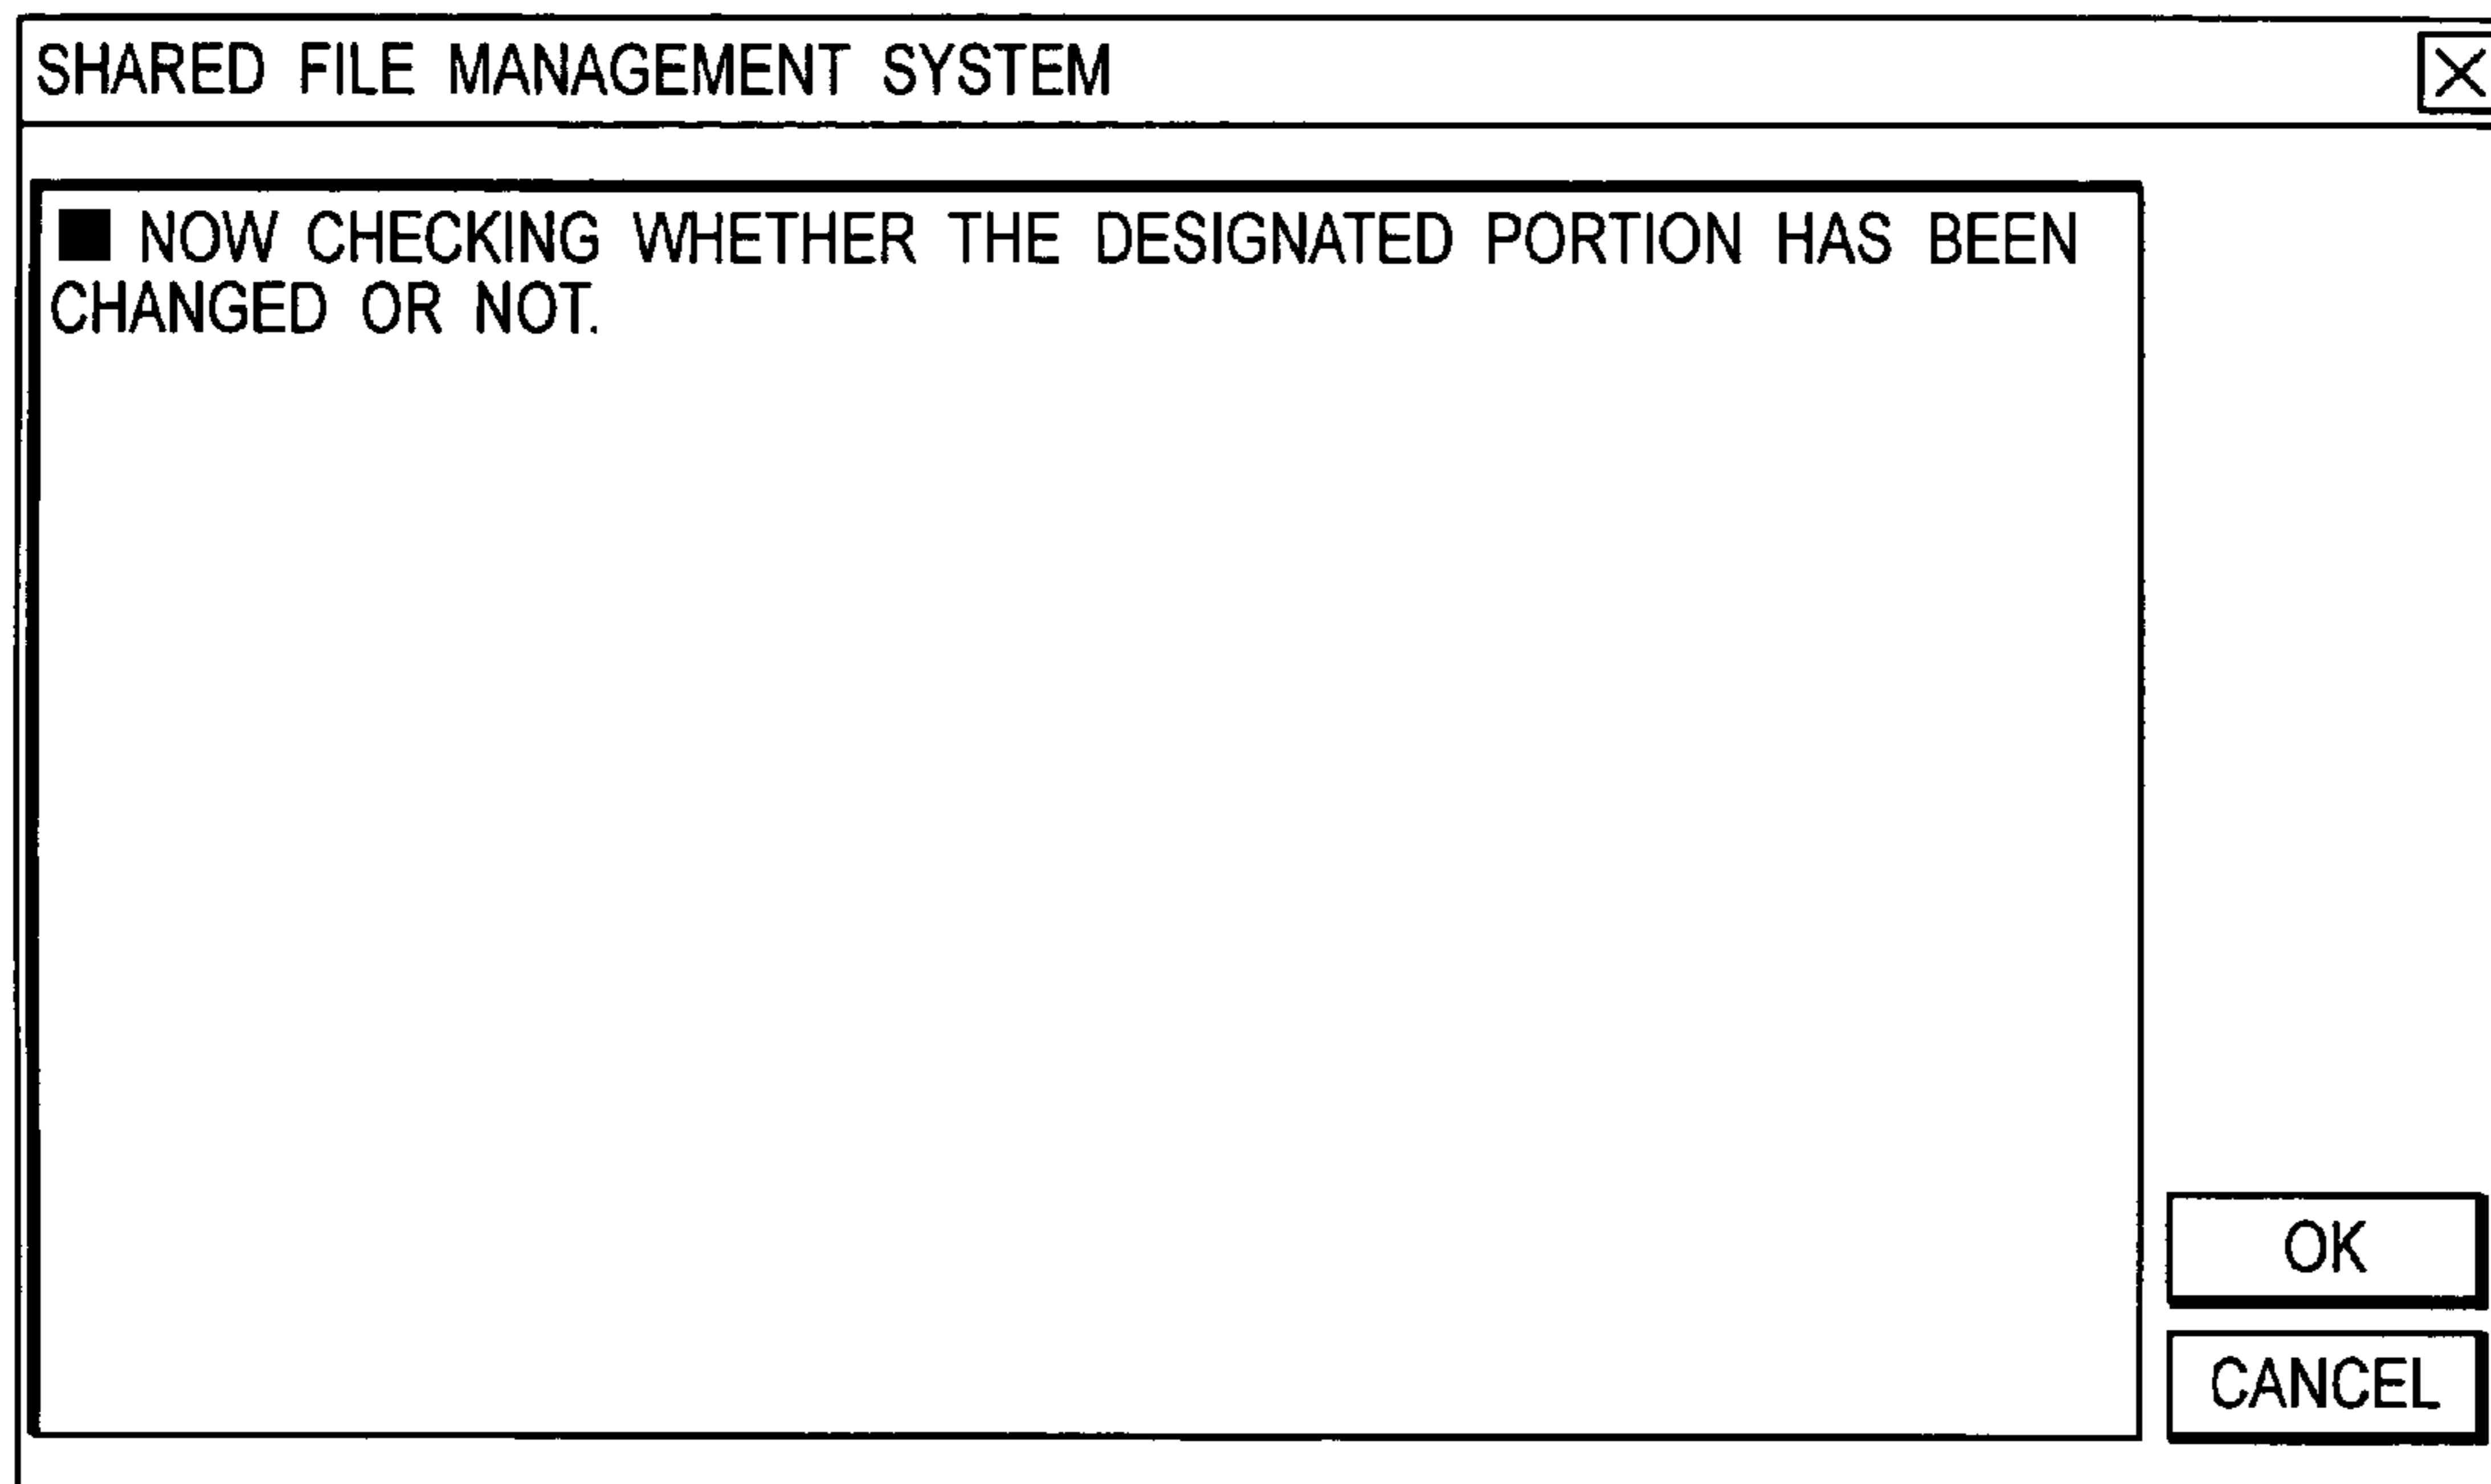 SHARED FILE MANAGEMENT SYSTEM
■ NOW CHECKING WHETHER THE DESIGNATED PORTION HAS BEEN
CHANGED OR NOT.
OK
CANCEL